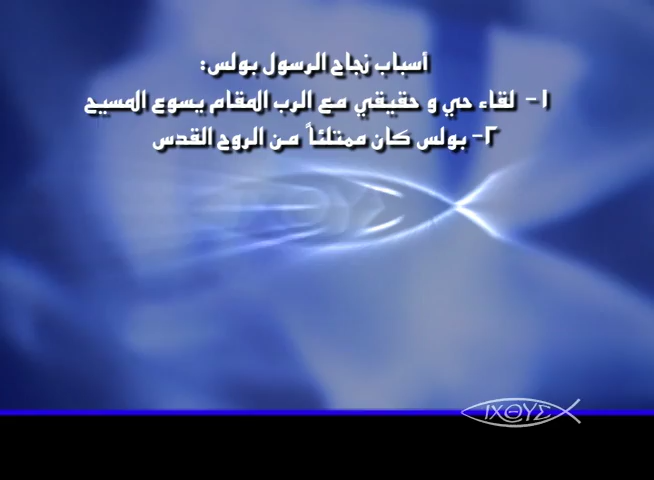 أسباب نجاح الرسول بولس:
١- لقاء حي و حقيقي مع الرب المقام يسوع المسيح
٢- بولس كان ممتلئاً من الروح القدس
ΙΧΘΥΣ